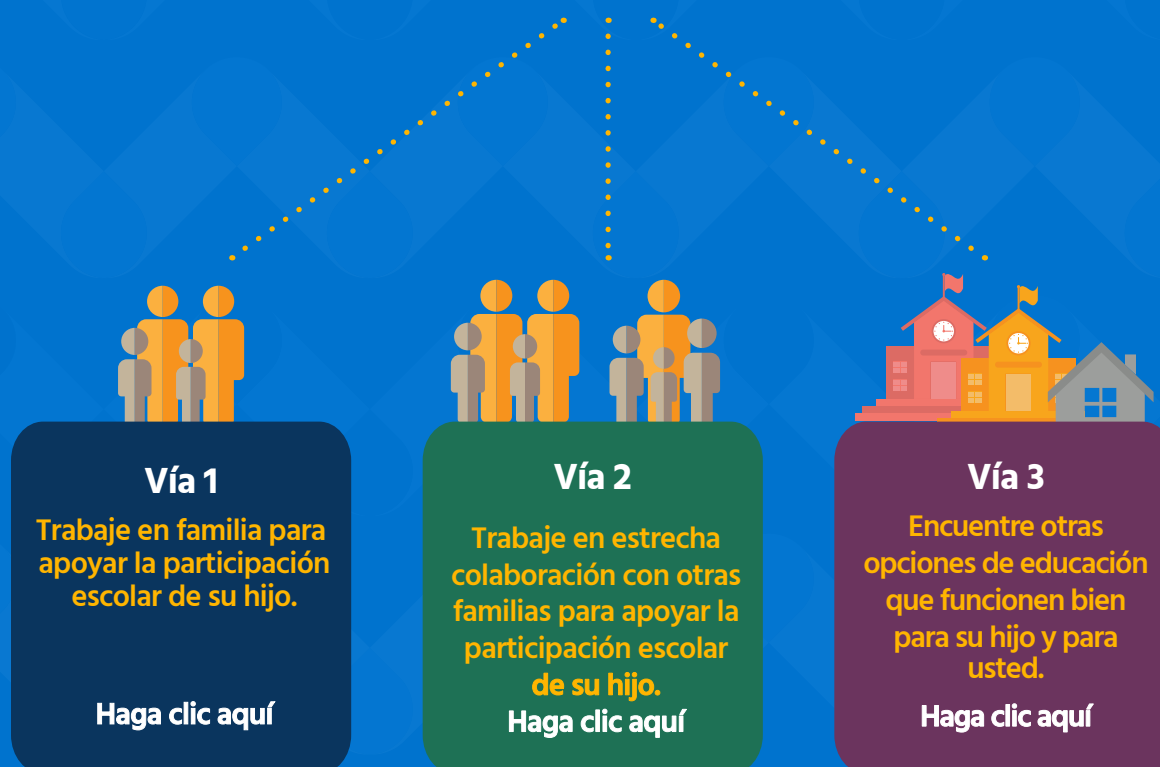 Vía 1
Trabaje en familia para
apoyar la participación
escolar de su hijo.
Haga clic aquí
Vía 2
Trabaje en estrecha
colaboración con otras
familias para apoyar la
participación escolar
de su hijo.
Haga clic aquí
Vía 3
Encuentre otras
opciones de educación
que funcionen bien
para su hijo y para
usted.
Haga clic aquí